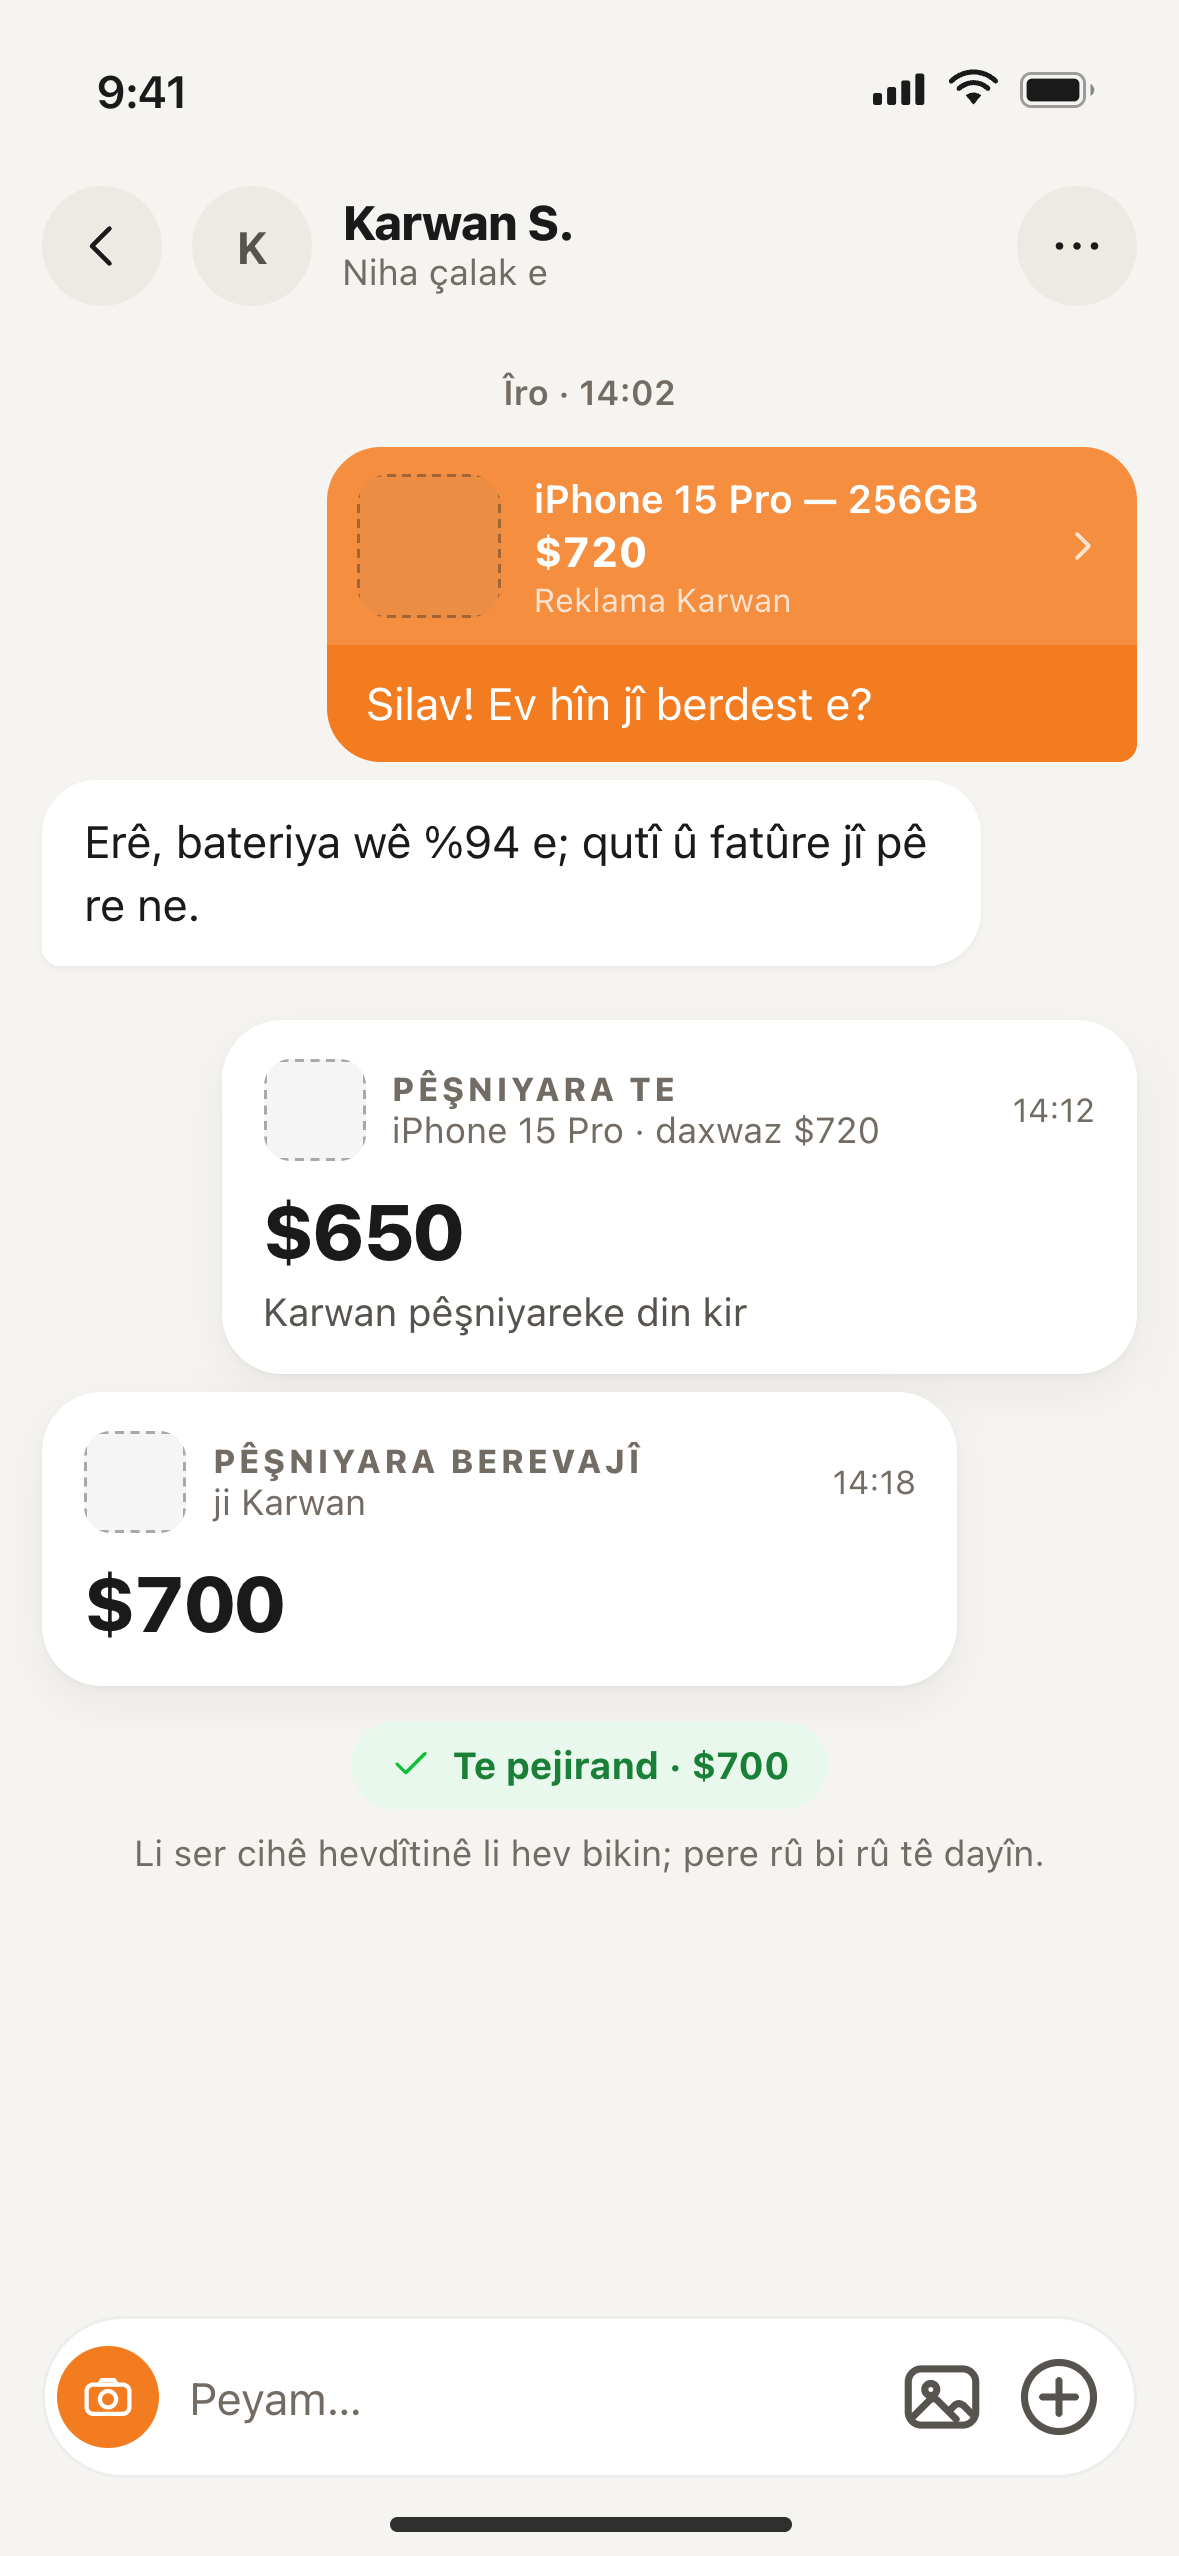 9:41
K
Karwan S.
Niha çalak e
Îro · 14:02
iPhone 15 Pro — 256GB
$720
Reklama Karwan
Silav! Ev hîn jî berdest e?
Erê, bateriya wê %94 e; qutî û fatûre jî pê
re ne.
PÊŞNIYARA TE
iPhone 15 Pro · daxwaz $720
14:12
$650
Karwan pêşniyareke din kir
PÊŞNIYARA BEREVAJÎ
ji Karwan
14:18
$700
Te pejirand · $700
Li ser cihê hevdîtinê li hev bikin; pere rû bi rû tê dayîn.
Peyam...